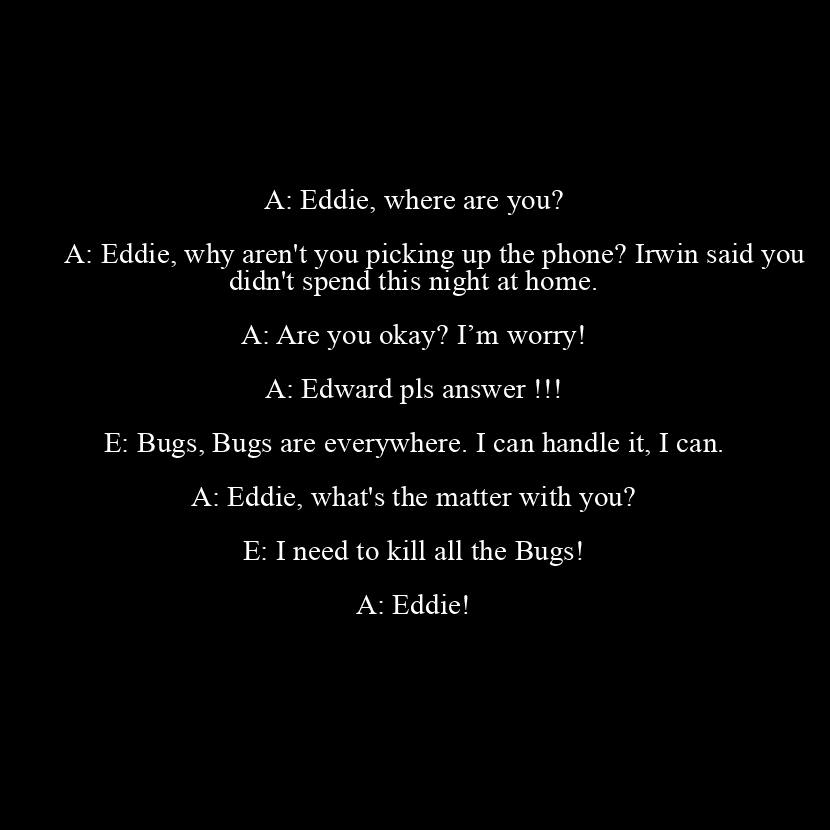 A: Eddie, where are you?
A: Eddie, why aren't you picking up the phone? Irwin said you
didn't spend this night at home.
A: Are you okay? I’m worry!
A: Edward pls answer !!!
E: Bugs, Bugs are everywhere. I can handle it, I can.
A: Eddie, what's the matter with you?
E: I need to kill all the Bugs!
A: Eddie!